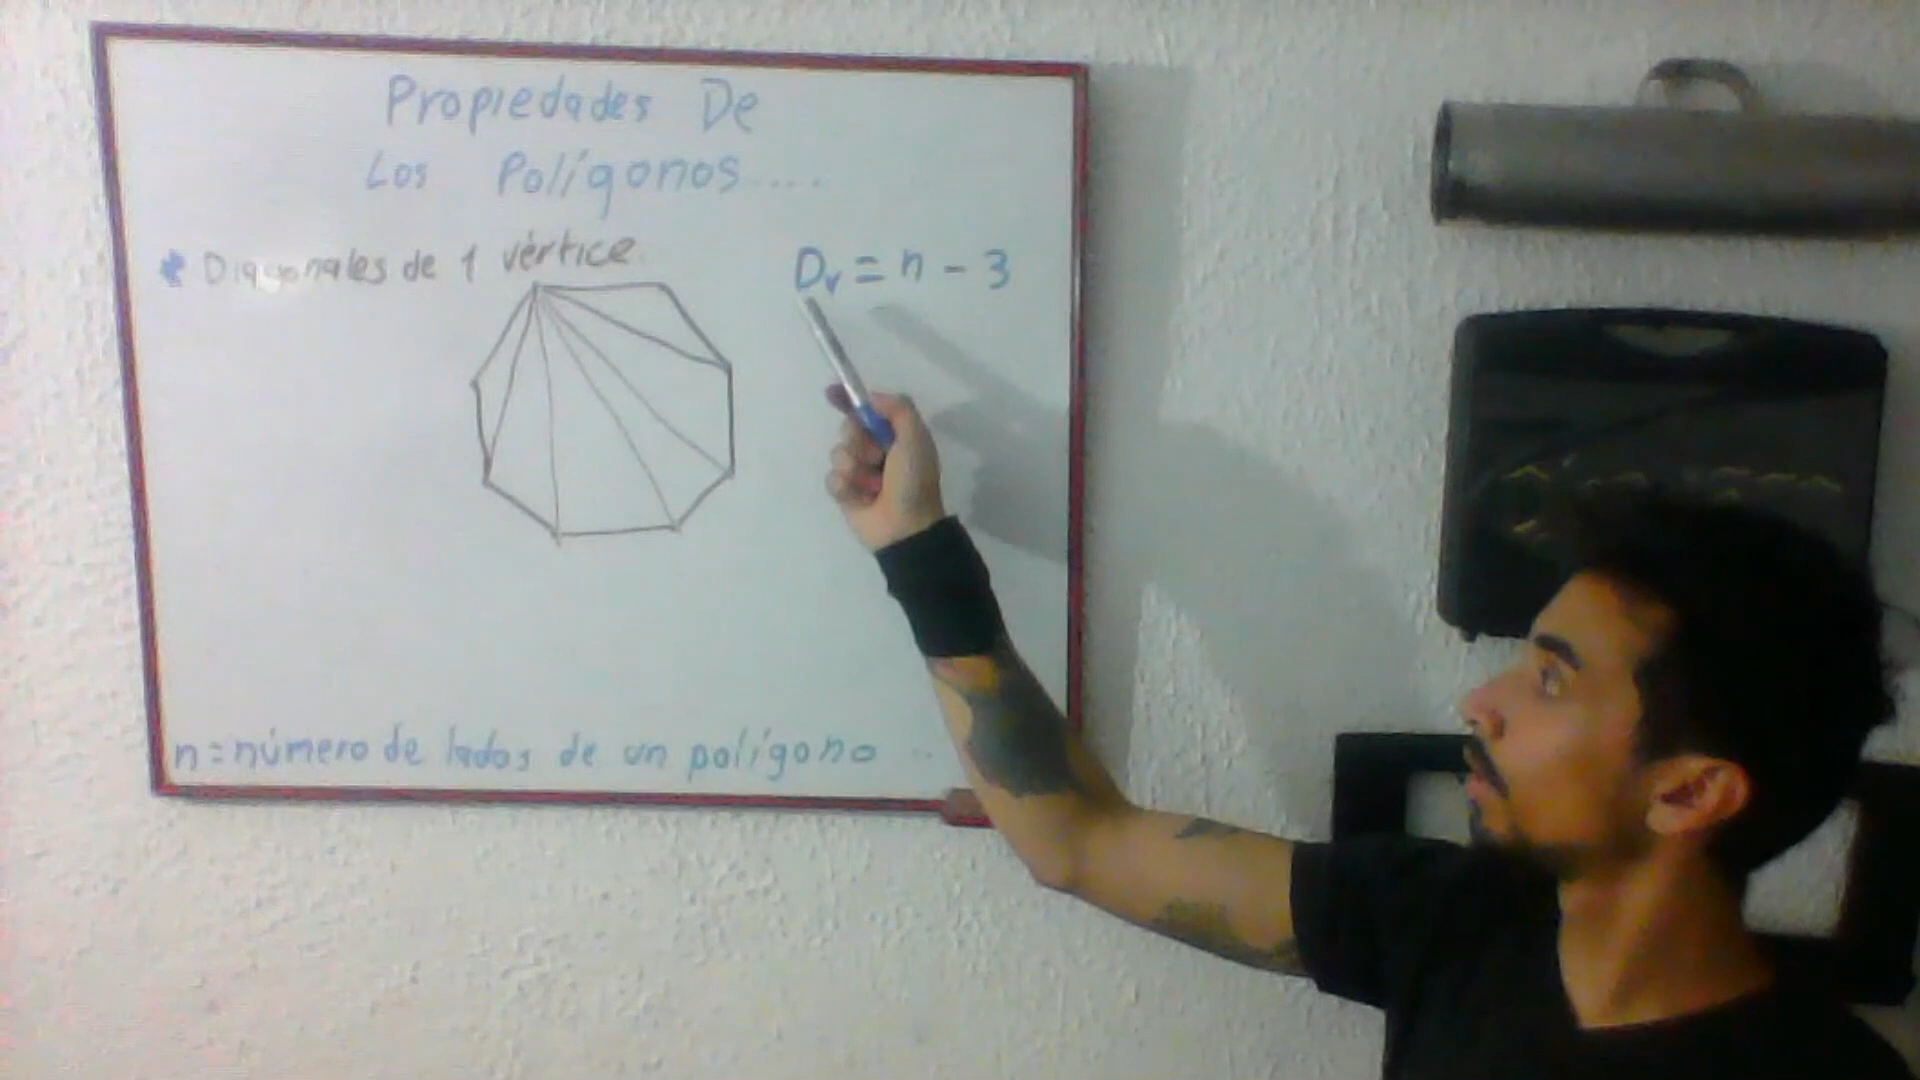 Propiedades De
Los Polígonos....
* Diagonales de 1 vértice.
Dv = n - 3
n = número de lados de un polígono ..